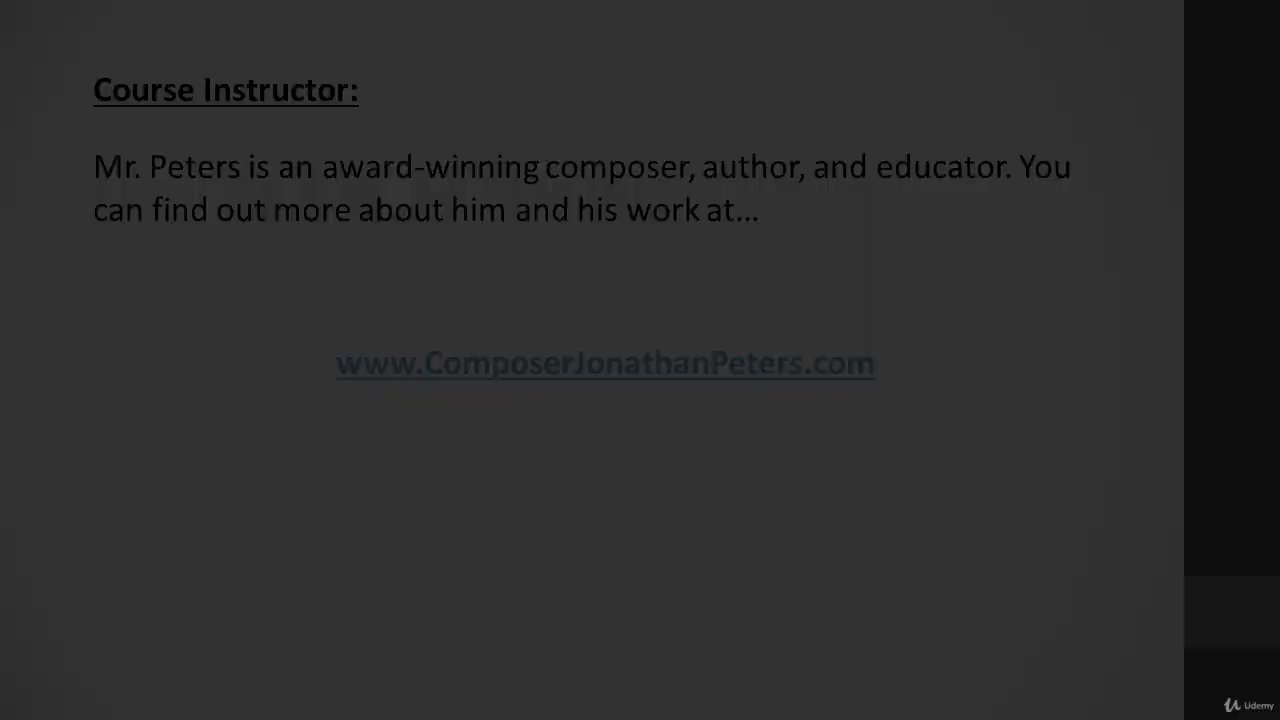 Course Instructor:
Mr. Peters is an award-winning composer, author, and educator. You
can find out more about him and his work at...
www.ComposerJonathanPeters.com
Udemy